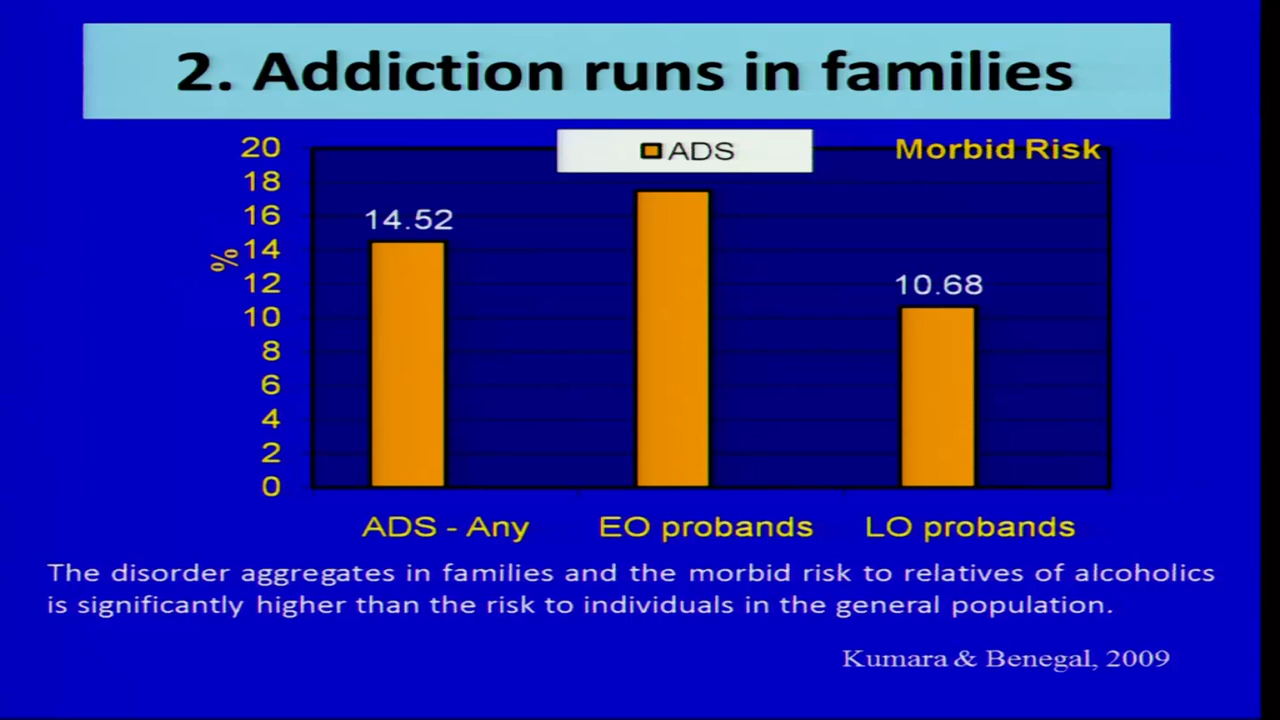 2. Addiction runs in families
ADS
Morbid Risk
%
20
18
16
14
12
10
8
6
4
2
0
14.52
10.68
ADS - Any
EO probands
LO probands
The disorder aggregates in families and the morbid risk to relatives of alcoholics
is significantly higher than the risk to individuals in the general population.
Kumara & Benegal, 2009